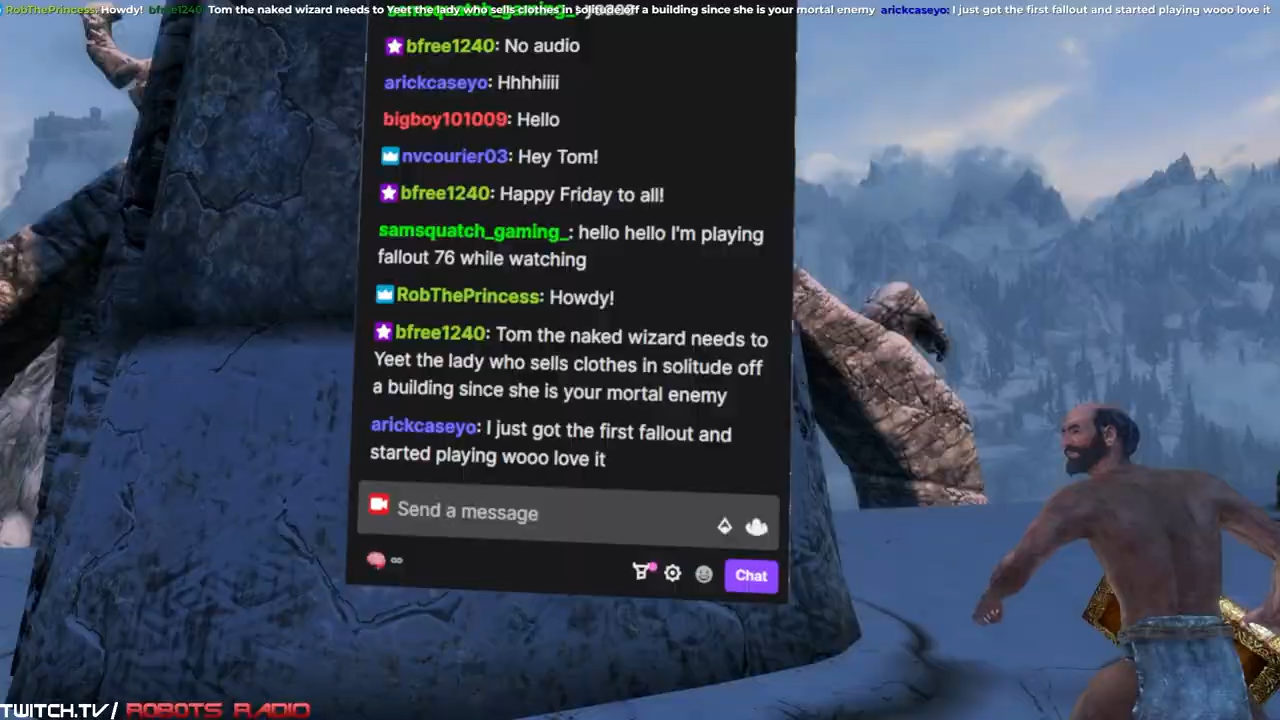 RobThePrincess: Howdy! bfree1240 Tom the naked wizard needs to Yeet the lady who sells clothes in solitude off a building since she is your mortal enemy arickcaseyo: I just got the first fallout and started playing wooo love it
samsquatch_gaming_:
bfree1240: No audio
arickcaseyo: Hhhhiiii
bigboy101009: Hello
nvcourier03: Hey Tom!
bfree1240: Happy Friday to all!
samsquatch_gaming_: hello hello I'm playing
fallout 76 while watching
RobThePrincess: Howdy!
bfree1240: Tom the naked wizard needs to
Yeet the lady who sells clothes in solitude off
a building since she is your mortal enemy
arickcaseyo: I just got the first fallout and
started playing wooo love it
Send a message
Chat
TWITCH.TV/ ROBOTS RADIO